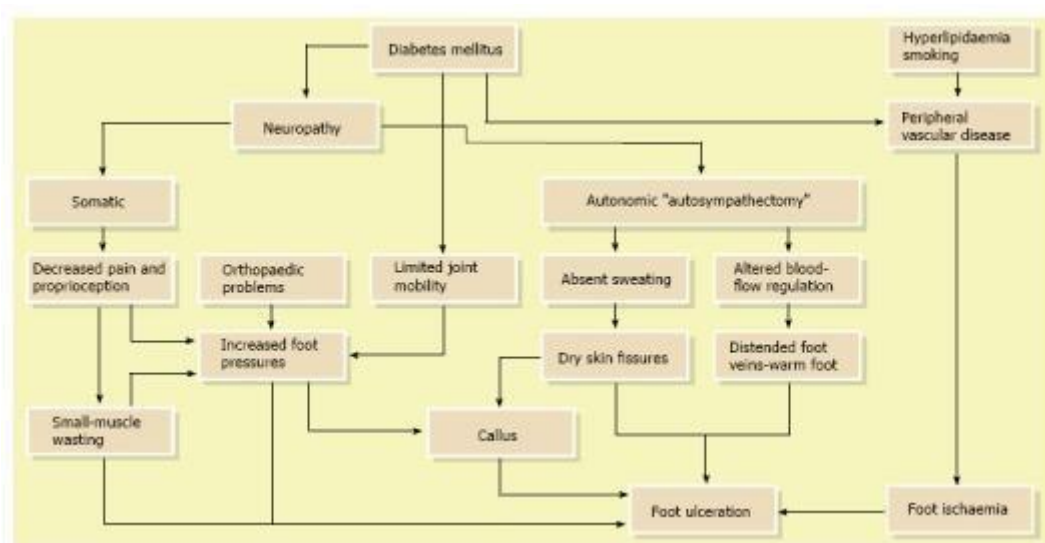 Diabetes mellitus
Hyperlipidaemia
smoking
Neuropathy
Peripheral
vascular disease
Somatic
Autonomic "autosympathectomy"
Decreased pain and
proprioception
Orthopaedic
problems
Limited joint
mobility
Absent sweating
Altered blood-
flow regulation
Increased foot
pressures
Dry skin fissures
Distended foot
veins-warm foot
Small-muscle
wasting
Callus
Foot ulceration
Foot ischaemia